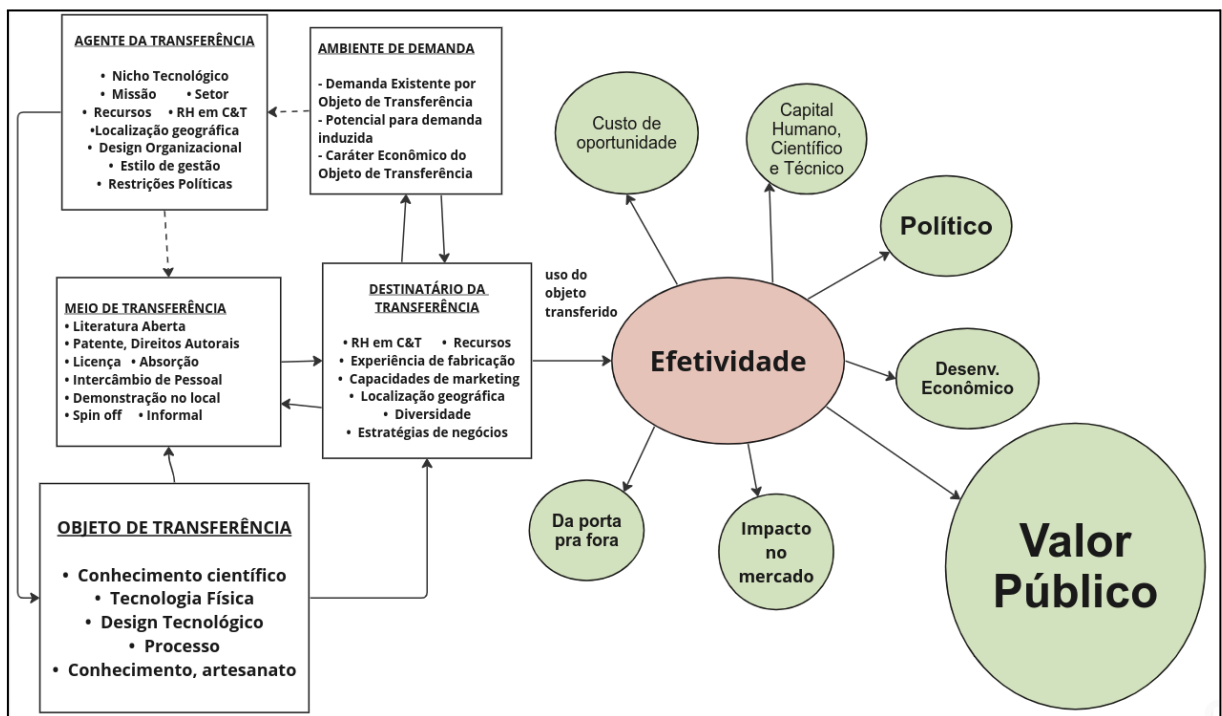 AGENTE DA TRANSFERÊNCIA
• Nicho Tecnológico
• Missão • Setor
• Recursos • RH em C&T
•Localização geográfica
• Design Organizacional
• Estilo de gestão
• Restrições Políticas
AMBIENTE DE DEMANDA
- Demanda Existente por
Objeto de Transferência
- Potencial para demanda
induzida
- Caráter Econômico do
Objeto de Transferência
MEIO DE TRANSFERÊNCIA
• Literatura Aberta
• Patente, Direitos Autorais
• Licença • Absorção
• Intercâmbio de Pessoal
• Demonstração no local
• Spin off • Informal
DESTINATÁRIO DA
TRANSFERÊNCIA
• RH em C&T • Recursos
• Experiência de fabricação
• Capacidades de marketing
• Localização geográfica
• Diversidade
• Estratégias de negócios
OBJETO DE TRANSFERÊNCIA
• Conhecimento científico
• Tecnologia Física
• Design Tecnológico
• Processo
• Conhecimento, artesanato
uso do
objeto
transferido
Efetividade
Custo de
oportunidade
Capital
Humano,
Científico
e Técnico
Político
Desenv.
Econômico
Valor
Público
Impacto
no
mercado
Da porta
pra fora